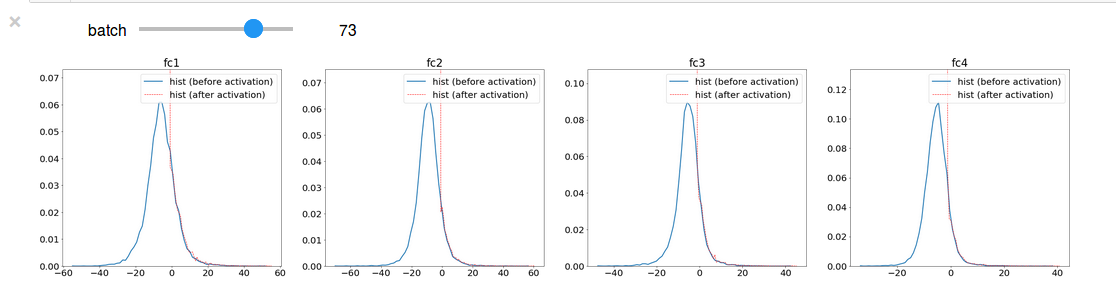 batch 73
fc1
hist (before activation)
hist (after activation)
0.07
0.06
0.05
0.04
0.03
0.02
0.01
0.00
−60 −40 −20 0 20 40 60
fc2
hist (before activation)
hist (after activation)
0.07
0.06
0.05
0.04
0.03
0.02
0.01
0.00
−60 −40 −20 0 20 40 60
fc3
hist (before activation)
hist (after activation)
0.10
0.08
0.06
0.04
0.02
0.00
−40 −20 0 20 40
fc4
hist (before activation)
hist (after activation)
0.12
0.10
0.08
0.06
0.04
0.02
0.00
−20 0 20 40